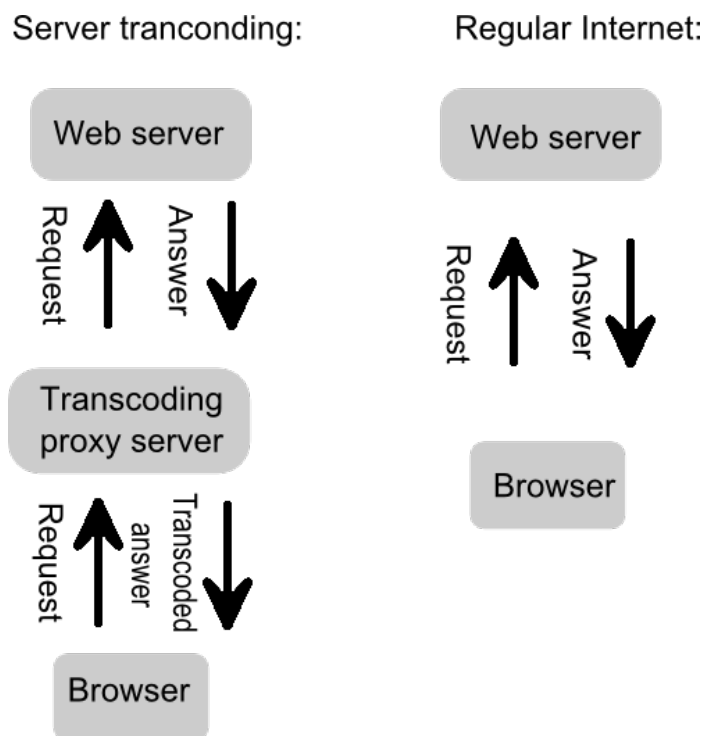 Server tranconding:
Web server
Request
Answer
Transcoding
proxy server
Request
Transcoded
answer
Browser
Regular Internet:
Web server
Request
Answer
Browser